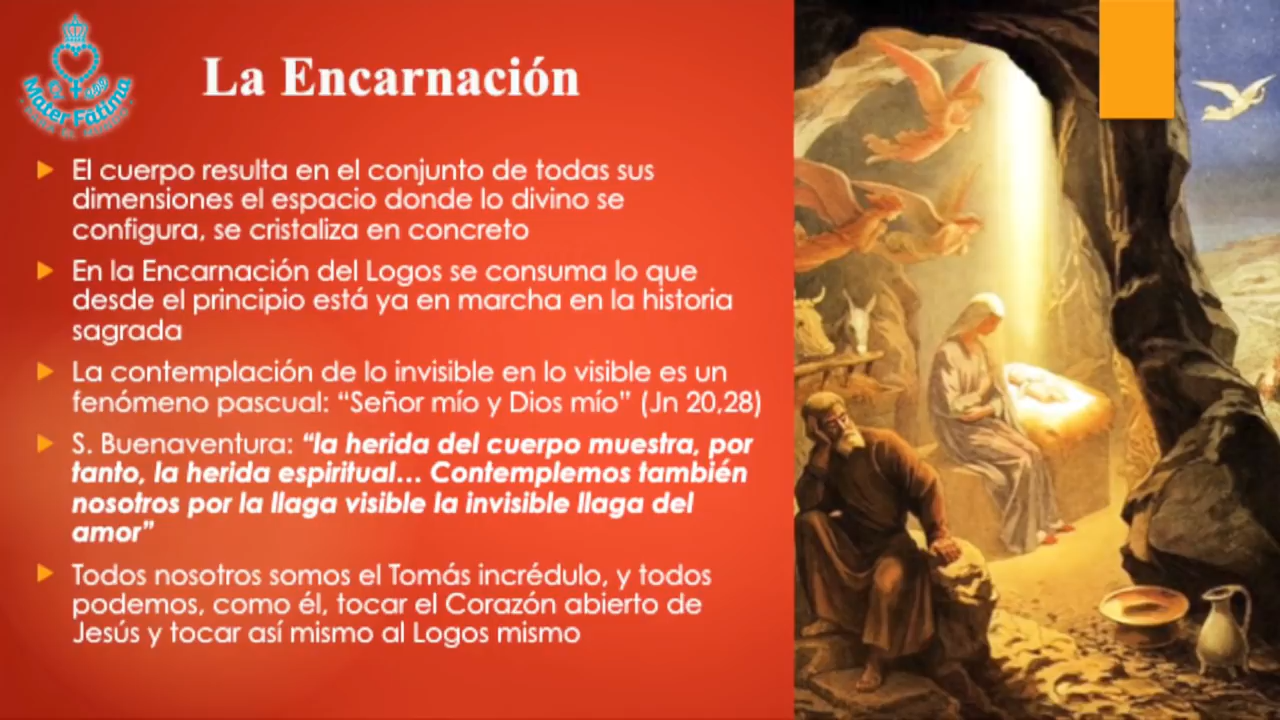 Mater Fátima
La Encarnación
El cuerpo resulta en el conjunto de todas sus
dimensiones el espacio donde lo divino se
configura, se cristaliza en concreto
En la Encarnación del Logos se consuma lo que
desde el principio está ya en marcha en la historia
sagrada
La contemplación de lo invisible en lo visible es un
fenómeno pascual: “Señor mío y Dios mío” (Jn 20,28)
S. Buenaventura: “la herida del cuerpo muestra, por
tanto, la herida espiritual... Contemplemos también
nosotros por la llaga visible la invisible llaga del
amor”
Todos nosotros somos el Tomás incrédulo, y todos
podemos, como él, tocar el Corazón abierto de
Jesús y tocar así mismo al Logos mismo